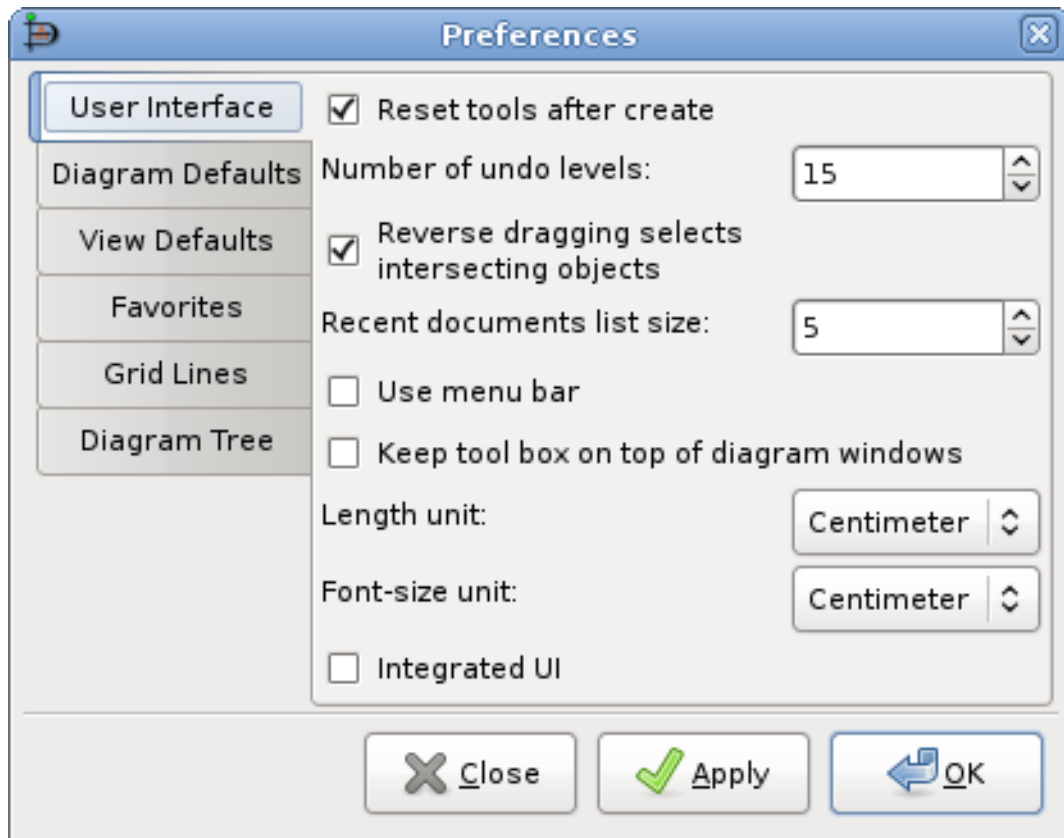 Preferences
User Interface
Diagram Defaults
View Defaults
Favorites
Grid Lines
Diagram Tree
Reset tools after create
Number of undo levels: 15
Reverse dragging selects
intersecting objects
Recent documents list size: 5
Use menu bar
Keep tool box on top of diagram windows
Length unit: Centimeter
Font-size unit: Centimeter
Integrated UI
Close Apply OK